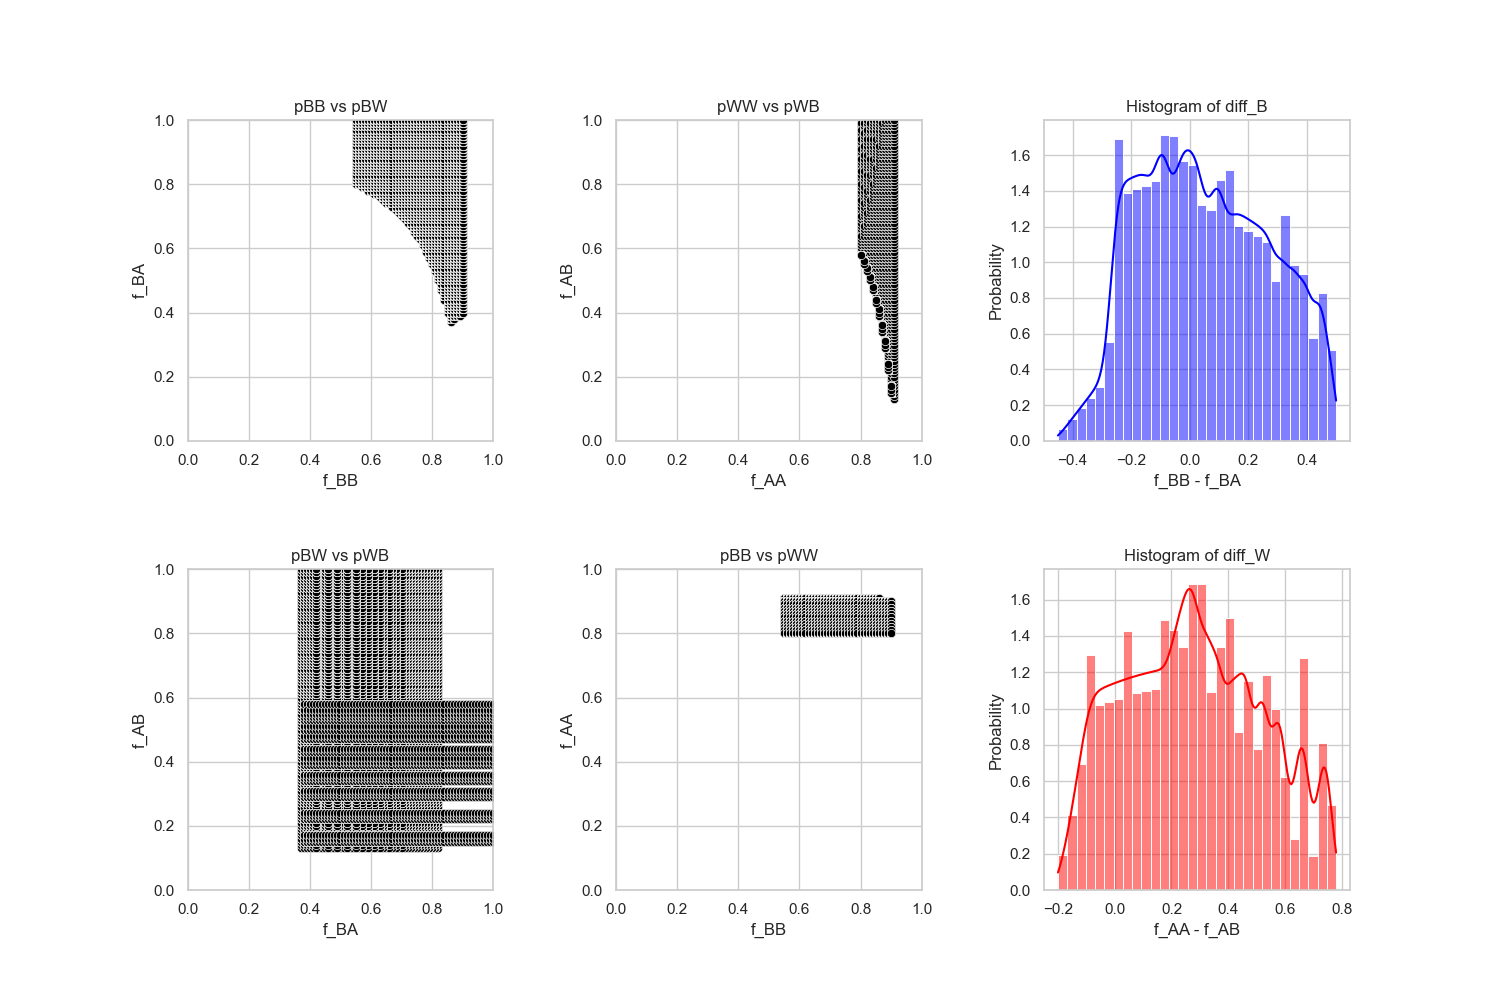 pBB vs pBW
1.0
0.8
0.6
0.4
0.2
0.0
f_BA
0.0 0.2 0.4 0.6 0.8 1.0
f_BB
pWW vs pWB
1.0
0.8
0.6
0.4
0.2
0.0
f_AB
0.0 0.2 0.4 0.6 0.8 1.0
f_AA
Histogram of diff_B
1.6
1.4
1.2
1.0
0.8
0.6
0.4
0.2
0.0
Probability
−0.4 −0.2 0.0 0.2 0.4
f_BB - f_BA
pBW vs pWB
1.0
0.8
0.6
0.4
0.2
0.0
f_AB
0.0 0.2 0.4 0.6 0.8 1.0
f_BA
pBB vs pWW
1.0
0.8
0.6
0.4
0.2
0.0
f_AA
0.0 0.2 0.4 0.6 0.8 1.0
f_BB
Histogram of diff_W
1.6
1.4
1.2
1.0
0.8
0.6
0.4
0.2
0.0
Probability
−0.2 0.0 0.2 0.4 0.6 0.8
f_AA - f_AB